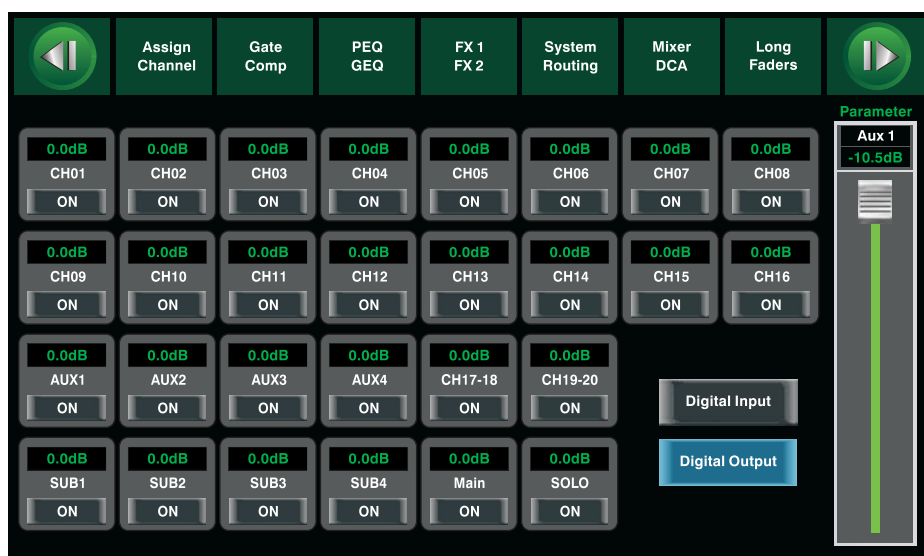 Assign
Channel
Gate
Comp
PEQ
GEQ
FX 1
FX 2
System
Routing
Mixer
DCA
Long
Faders
Parameter
Aux 1
-10.5dB
0.0dB 0.0dB 0.0dB 0.0dB 0.0dB 0.0dB 0.0dB 0.0dB
CH01 CH02 CH03 CH04 CH05 CH06 CH07 CH08
ON ON ON ON ON ON ON ON
0.0dB 0.0dB 0.0dB 0.0dB 0.0dB 0.0dB 0.0dB 0.0dB
CH09 CH10 CH11 CH12 CH13 CH14 CH15 CH16
ON ON ON ON ON ON ON ON
0.0dB 0.0dB 0.0dB 0.0dB 0.0dB 0.0dB
AUX1 AUX2 AUX3 AUX4 CH17-18 CH19-20
ON ON ON ON ON ON
Digital Input
0.0dB 0.0dB 0.0dB 0.0dB 0.0dB 0.0dB
SUB1 SUB2 SUB3 SUB4 Main SOLO
ON ON ON ON ON ON
Digital Output